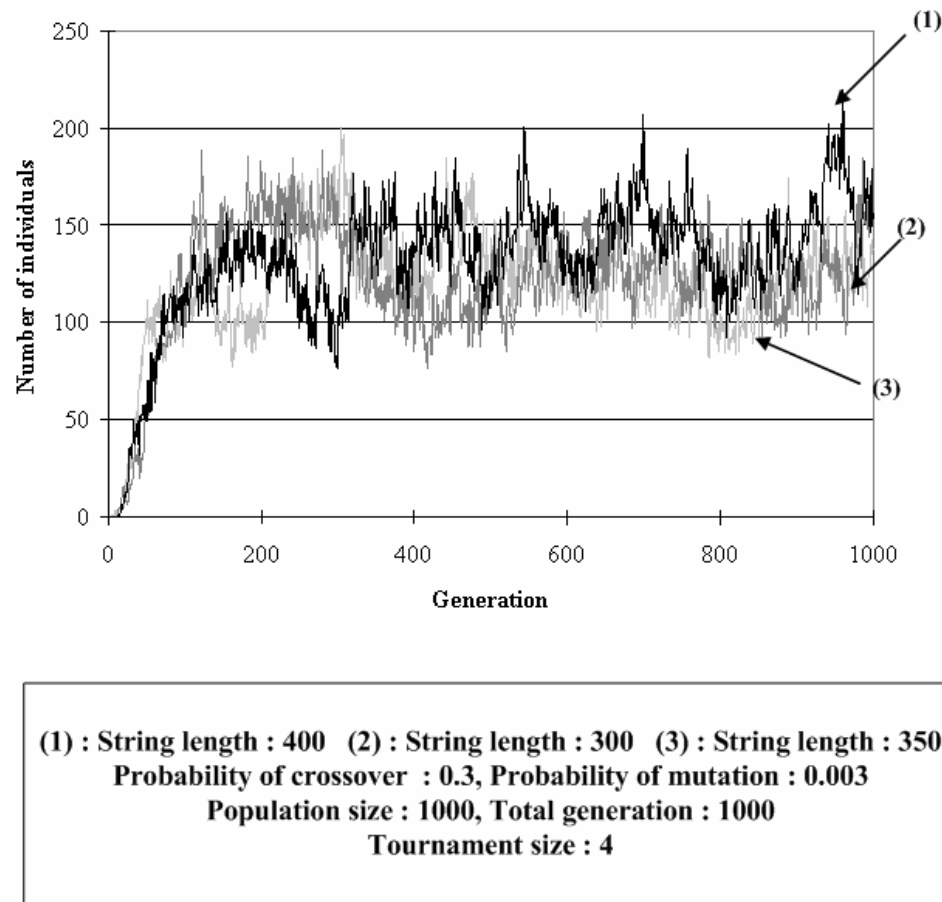 250
(1)
200
150
(2)
100
(3)
50
0
Number of individuals
0 200 400 600 800 1000
Generation
(1) : String length : 400 (2) : String length : 300 (3) : String length : 350
Probability of crossover : 0.3, Probability of mutation : 0.003
Population size : 1000, Total generation : 1000
Tournament size : 4